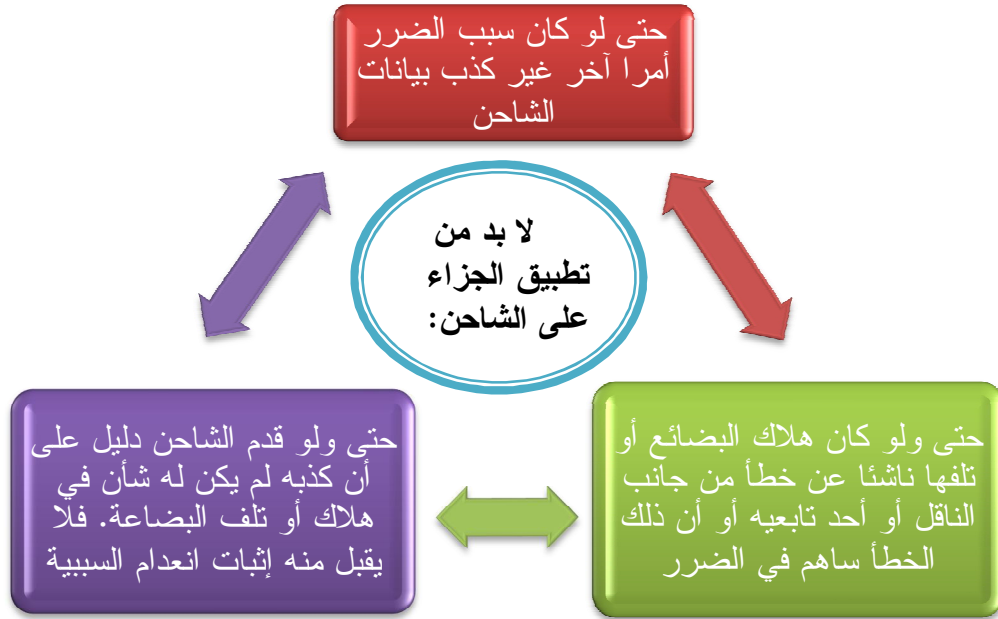 حتى لو كان سبب الضرر
أمرا آخر غير كذب بيانات
الشاحن
لا بد من
تطبيق الجزاء
على الشاحن:
حتى ولو كان هلاك البضائع أو
تلفها ناشئا عن خطأ من جانب
الناقل أو أحد تابعيه أو أن ذلك
الخطأ ساهم في الضرر
حتى ولو قدم الشاحن دليل على
أن كذبه لم يكن له شأن في
هلاك أو تلف البضاعة. فلا
يقبل منه إثبات انعدام السببية